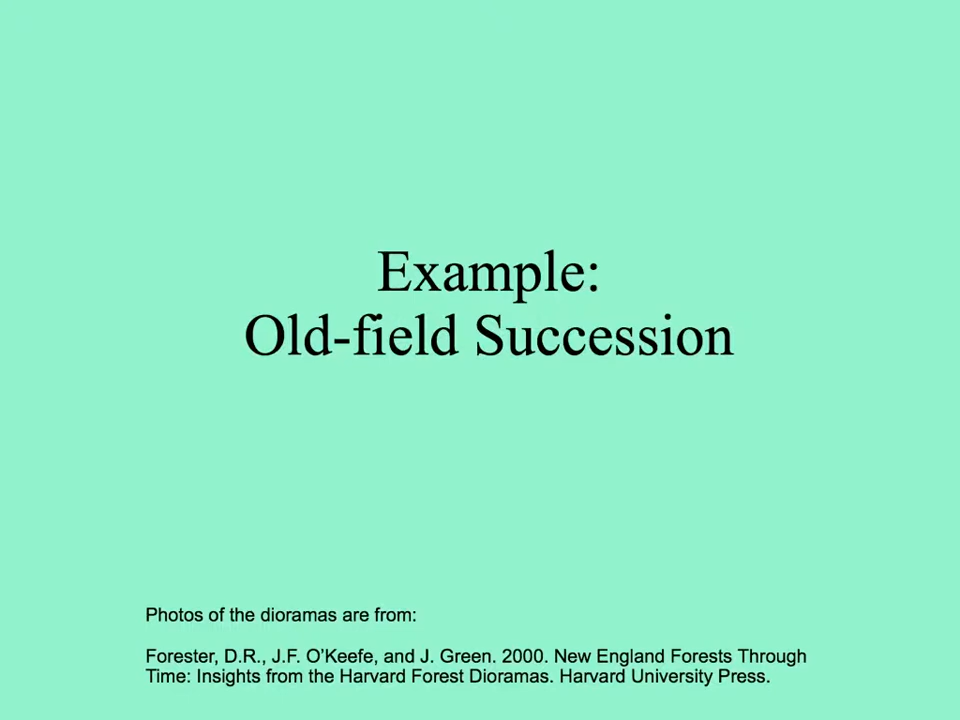 Example:
Old-field Succession
Photos of the dioramas are from:
Forester, D.R., J.F. O’Keefe, and J. Green. 2000. New England Forests Through
Time: Insights from the Harvard Forest Dioramas. Harvard University Press.